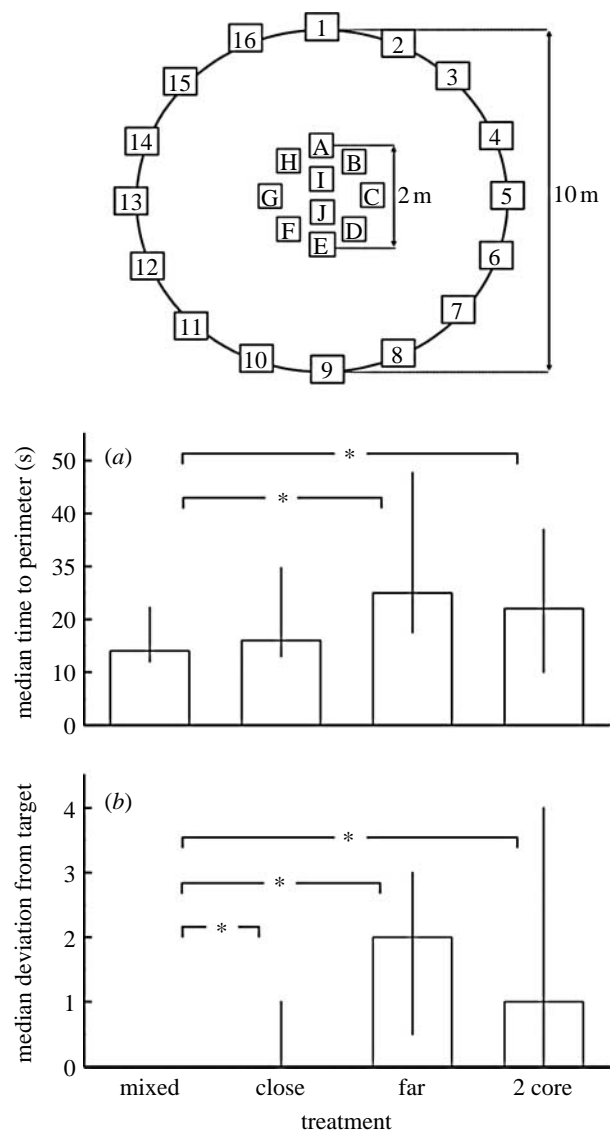 1
16
2
15
3
14
A
4
H
B
I
13
G
C
2 m
5
10 m
J
F
D
12
E
6
11
7
10
8
9
(a)
50
*
40
*
35
20
10
0
median time to perimeter (s)
(b)
4
*
3
*
2
*
1
0
median deviation from target
mixed close far 2 core
treatment